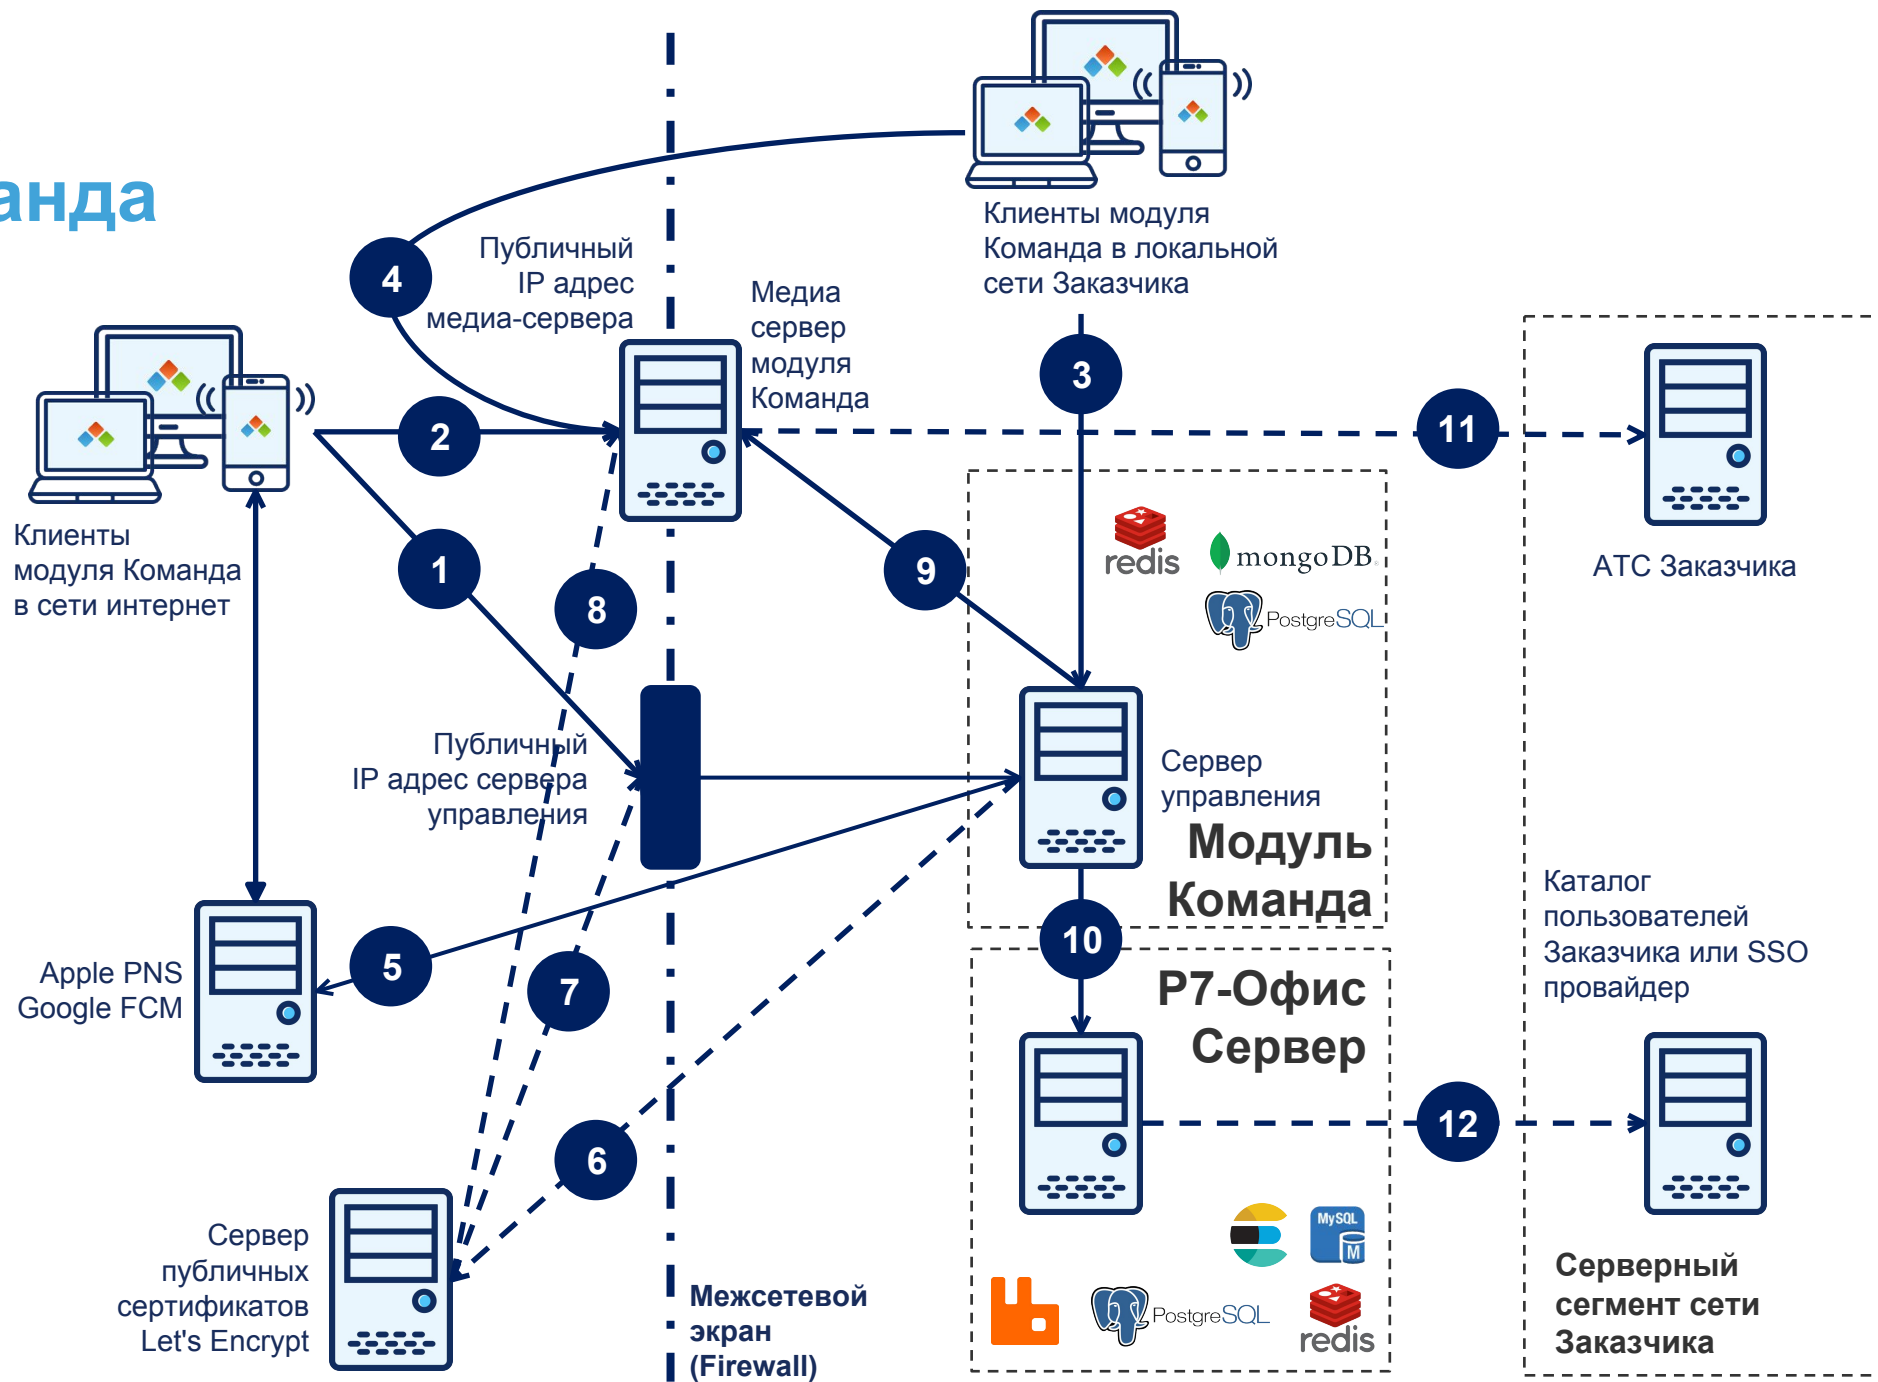 анда
Клиенты модуля
Команда в локальной
сети Заказчика
4
Публичный
IP адрес
медиа-сервера
Медиа
сервер
модуля
Команда
3
2
11
Клиенты
модуля Команда
в сети интернет
1
8
9
redis
mongoDB
PostgreSQL
АТС Заказчика
Публичный
IP адрес сервера
управления
Сервер
управления
Модуль
Команда
Каталог
пользователей
Заказчика или SSO
провайдер
Apple PNS
Google FCM
5
7
10
Р7-Офис
Сервер
6
12
Сервер
публичных
сертификатов
Let's Encrypt
Межсетевой
экран
(Firewall)
MySQL
M
PostgreSQL
redis
Серверный
сегмент сети
Заказчика